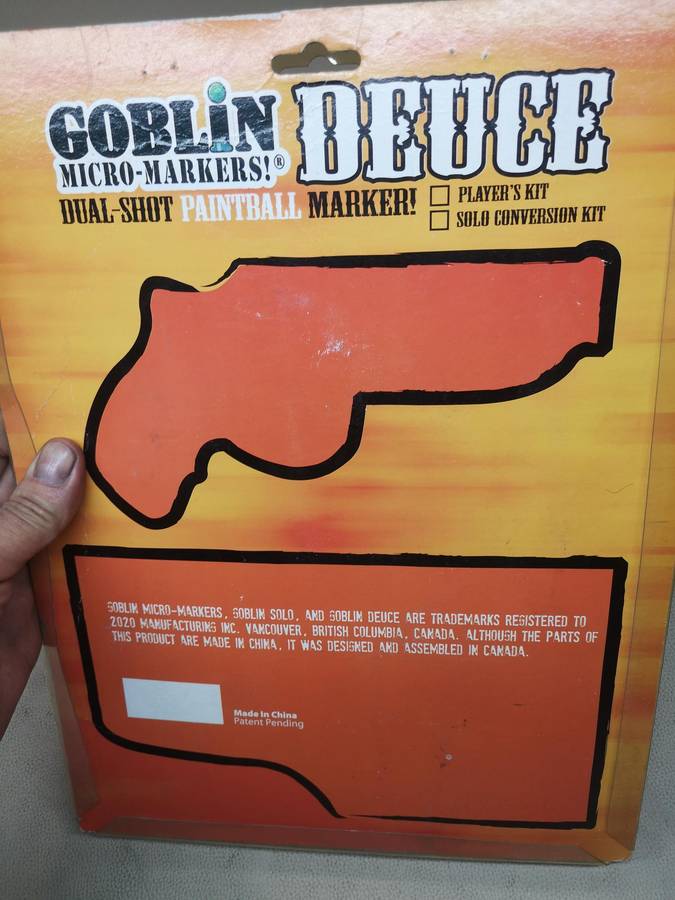 GOBLiN
MICRO-MARKERS!®
DEUCE
DUAL-SHOT PAINTBALL MARKER!
PLAYER'S KIT
SOLO CONVERSION KIT
GOBLIN MICRO-MARKERS, GOBLIN SOLO, AND GOBLIN DEUCE ARE TRADEMARKS REGISTERED TO
2020 MANUFACTURING INC. VANCOUVER, BRITISH COLUMBIA, CANADA. ALTHOUGH THE PARTS OF
THIS PRODUCT ARE MADE IN CHINA, IT WAS DESIGNED AND ASSEMBLED IN CANADA.
Made In China
Patent Pending